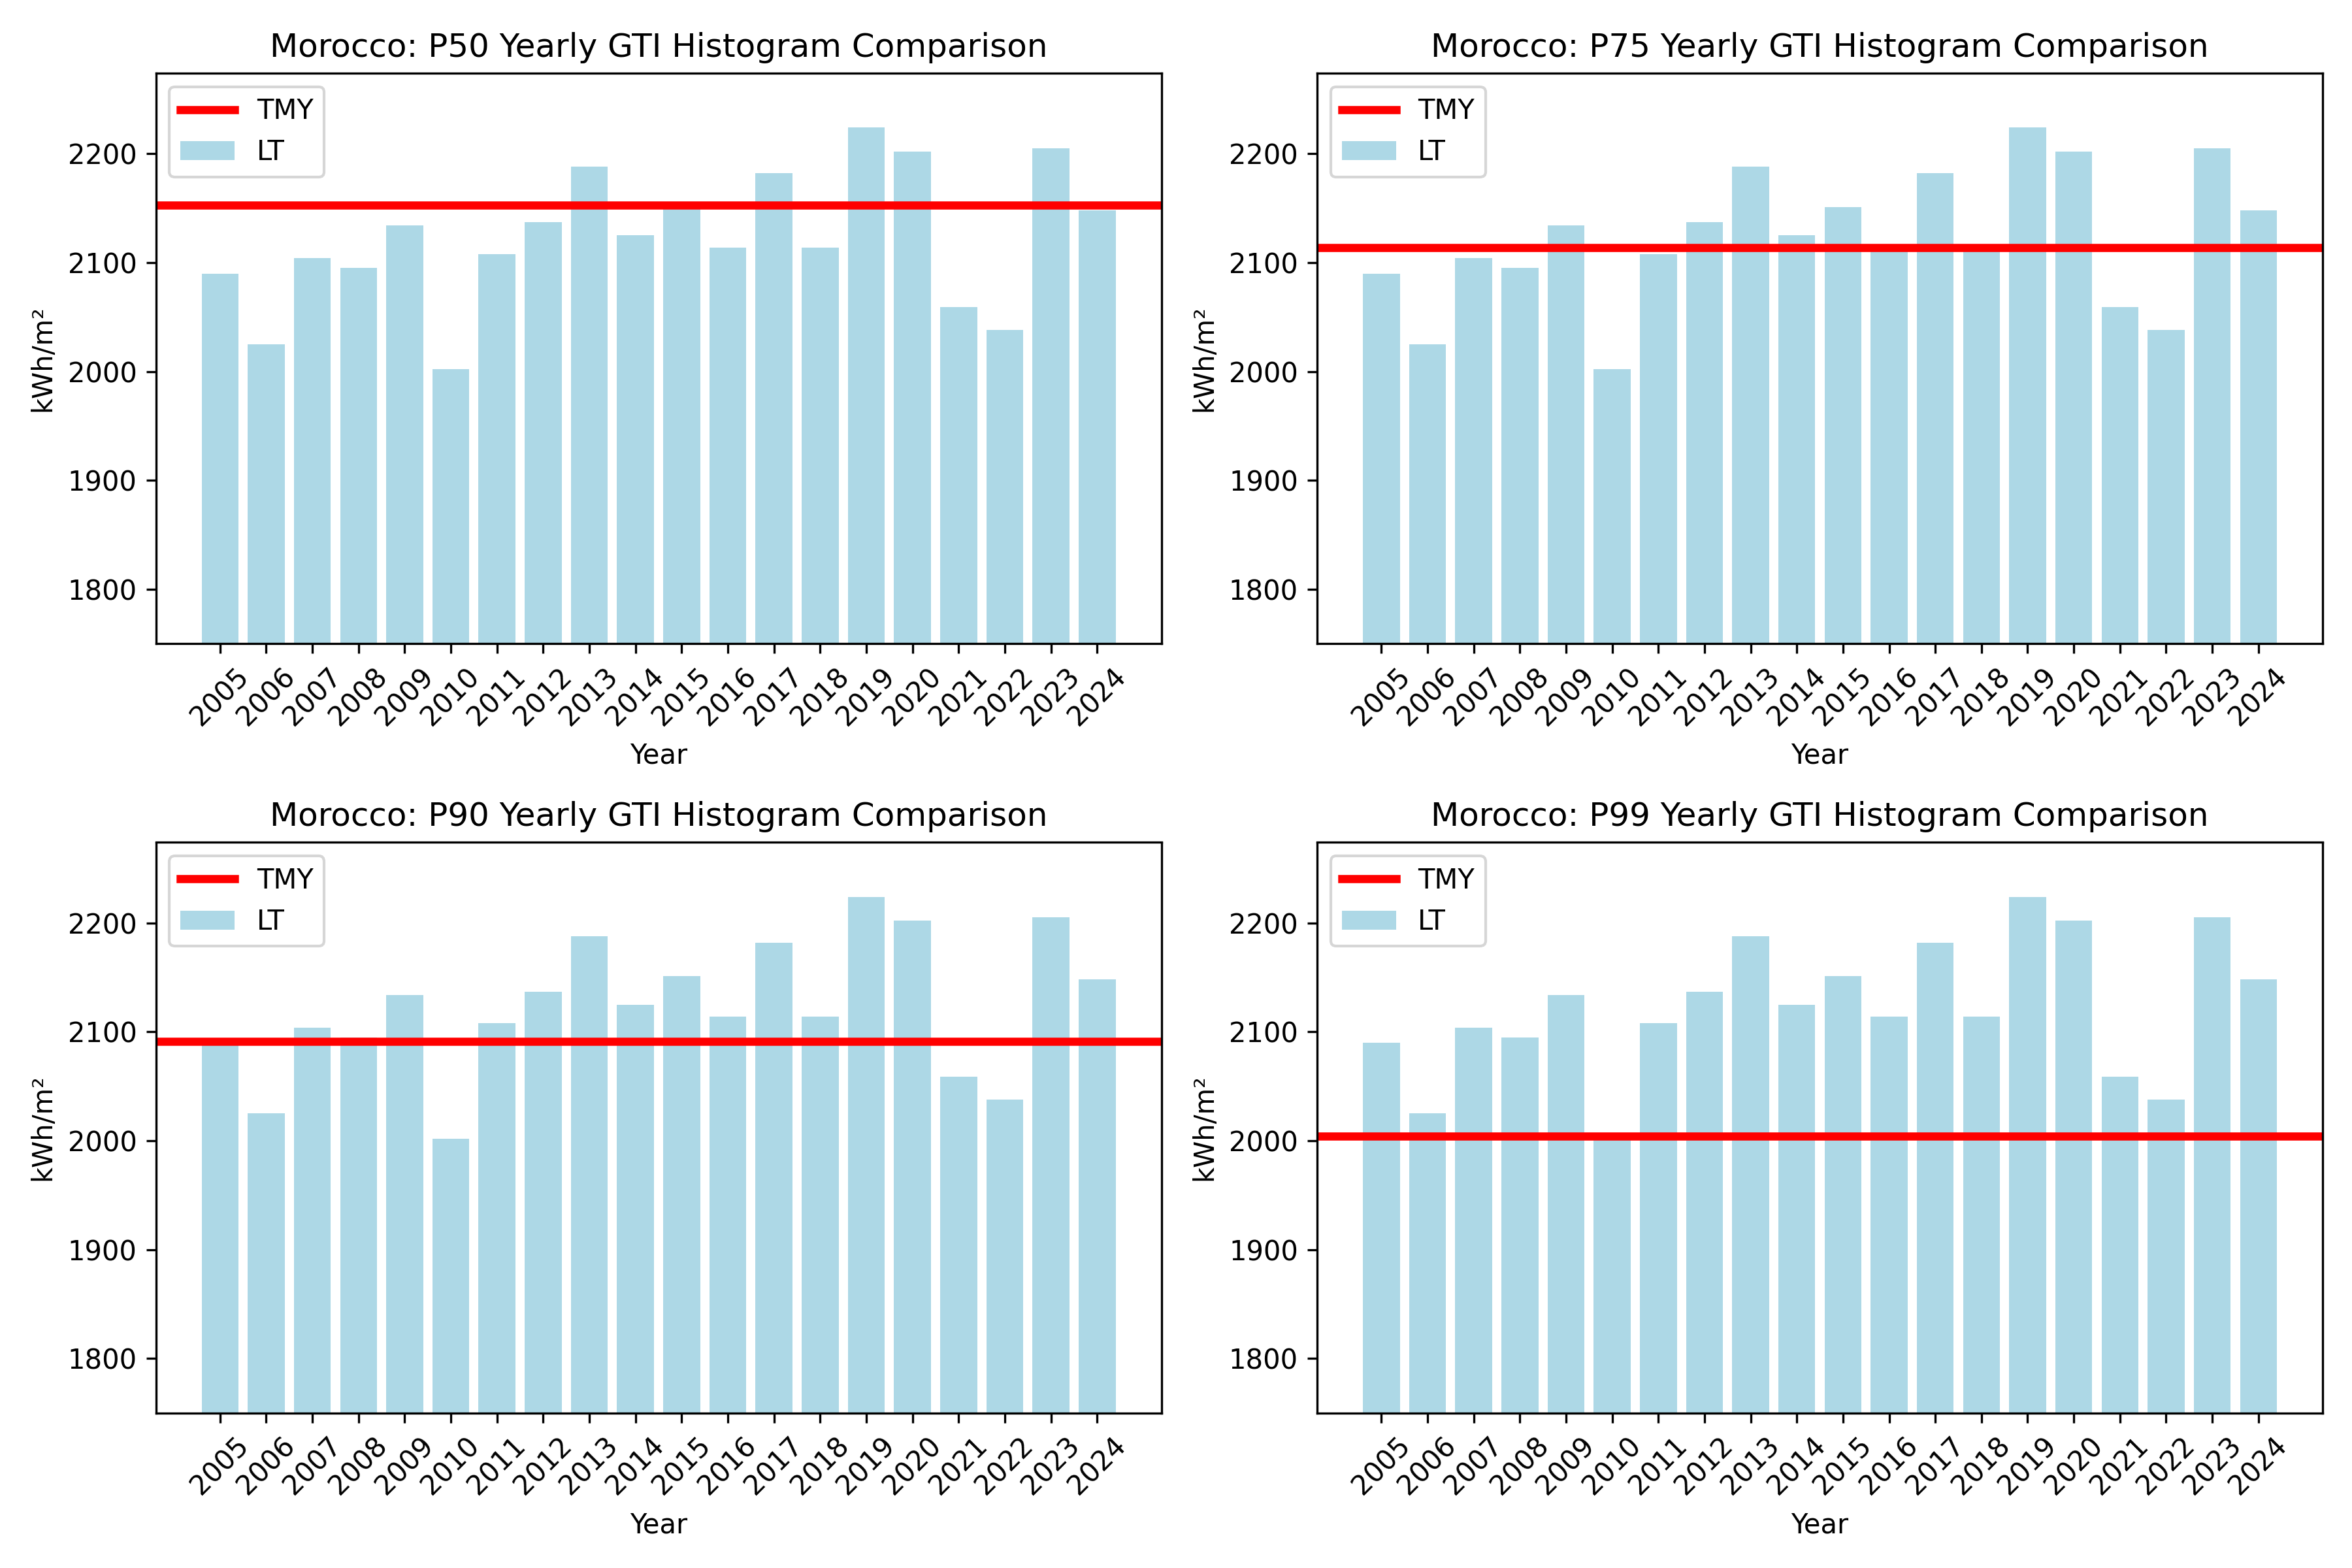 Morocco: P50 Yearly GTI Histogram Comparison
TMY
LT
2200
2100
2000
1900
1800
kWh/m²
2005 2006 2007 2008 2009 2010 2011 2012 2013 2014 2015 2016 2017 2018 2019 2020 2021 2022 2023 2024
Year
Morocco: P75 Yearly GTI Histogram Comparison
TMY
LT
2200
2100
2000
1900
1800
kWh/m²
2005 2006 2007 2008 2009 2010 2011 2012 2013 2014 2015 2016 2017 2018 2019 2020 2021 2022 2023 2024
Year
Morocco: P90 Yearly GTI Histogram Comparison
TMY
LT
2200
2100
2000
1900
1800
kWh/m²
2005 2006 2007 2008 2009 2010 2011 2012 2013 2014 2015 2016 2017 2018 2019 2020 2021 2022 2023 2024
Year
Morocco: P99 Yearly GTI Histogram Comparison
TMY
LT
2200
2100
2000
1900
1800
kWh/m²
2005 2006 2007 2008 2009 2010 2011 2012 2013 2014 2015 2016 2017 2018 2019 2020 2021 2022 2023 2024
Year